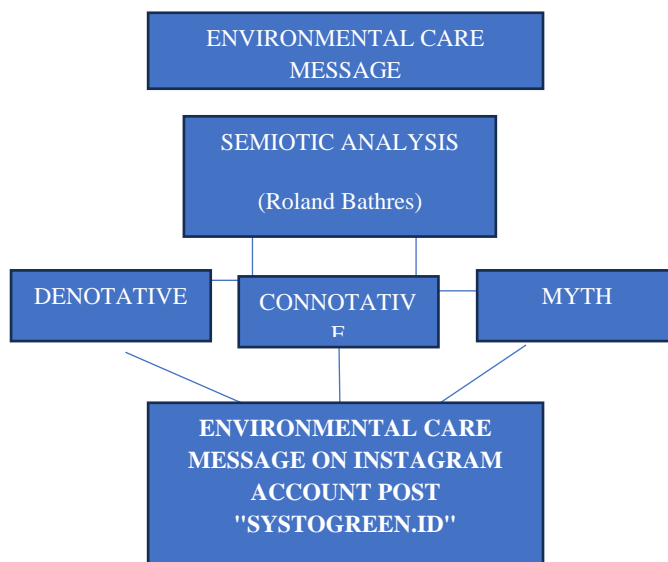 ENVIRONMENTAL CARE
MESSAGE
SEMIOTIC ANALYSIS
(Roland Bathres)
DENOTATIVE
CONNOTATIV
E
MYTH
ENVIRONMENTAL CARE
MESSAGE ON INSTAGRAM
ACCOUNT POST
"SYSTOGREEN.ID"